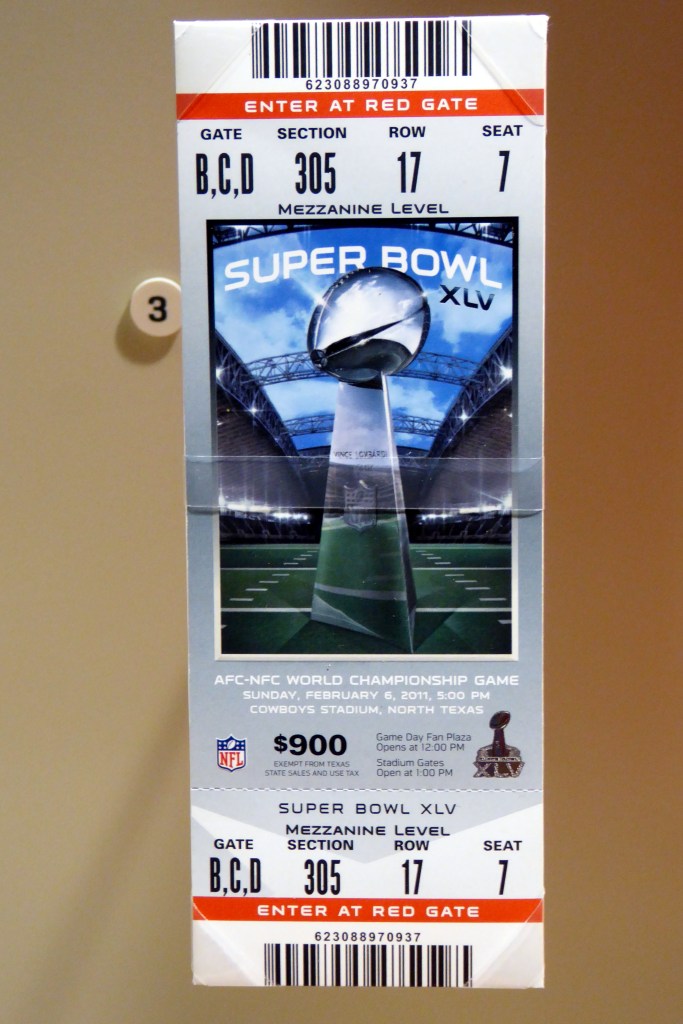 623088970937
ENTER AT RED GATE
GATE SECTION ROW SEAT
B,C,D 305 17 7
MEZZANINE LEVEL
SUPER BOWL
XLV
3
VINCE LOMBARDI
NFL
AFC-NFC WORLD CHAMPIONSHIP GAME
SUNDAY, FEBRUARY 6, 2011, 5:00 PM
COWBOYS STADIUM, NORTH TEXAS
NFL
$900
EXEMPT FROM TEXAS
STATE SALES AND USE TAX
Game Day Fan Plaza
Opens at 12:00 PM
Stadium Gates
Open at 1:00 PM
XLV
SUPER BOWL XLV
MEZZANINE LEVEL
GATE SECTION ROW SEAT
B,C,D 305 17 7
ENTER AT RED GATE
623088970937